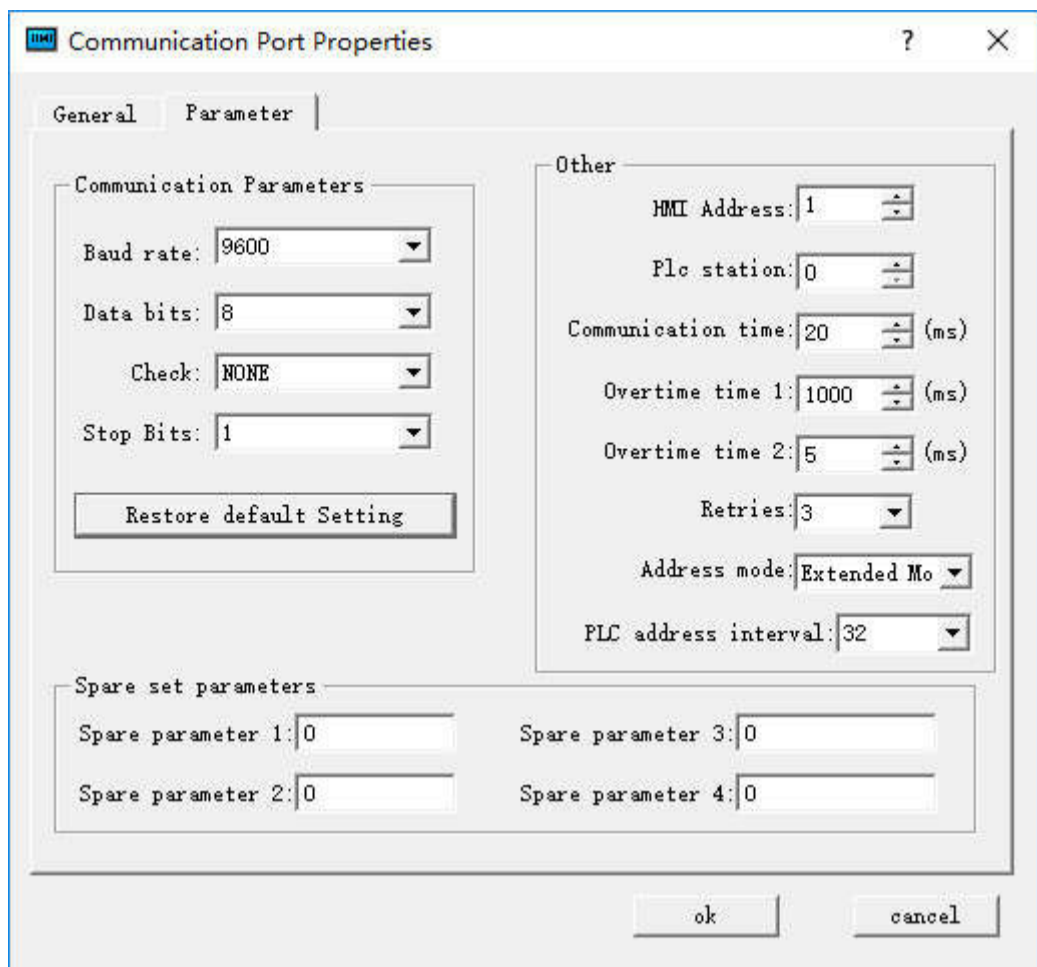 HMI Communication Port Properties ? ×
General Parameter
Communication Parameters
Baud rate: 9600
Data bits: 8
Check: NONE
Stop Bits: 1
Restore default Setting
Other
HMI Address: 1
Plc station: 0
Communication time: 20 (ms)
Overtime time 1: 1000 (ms)
Overtime time 2: 5 (ms)
Retries: 3
Address mode: Extended Mo
PLC address interval: 32
Spare set parameters
Spare parameter 1: 0 Spare parameter 3: 0
Spare parameter 2: 0 Spare parameter 4: 0
ok cancel